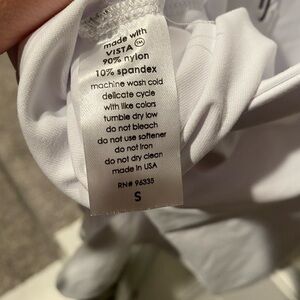 made with
VISTA
90% nylon
10% spandex
machine wash cold
delicate cycle
with like colors
tumble dry low
do not bleach
do not use softener
do not iron
do not dry clean
made in USA
RN# 96335
S